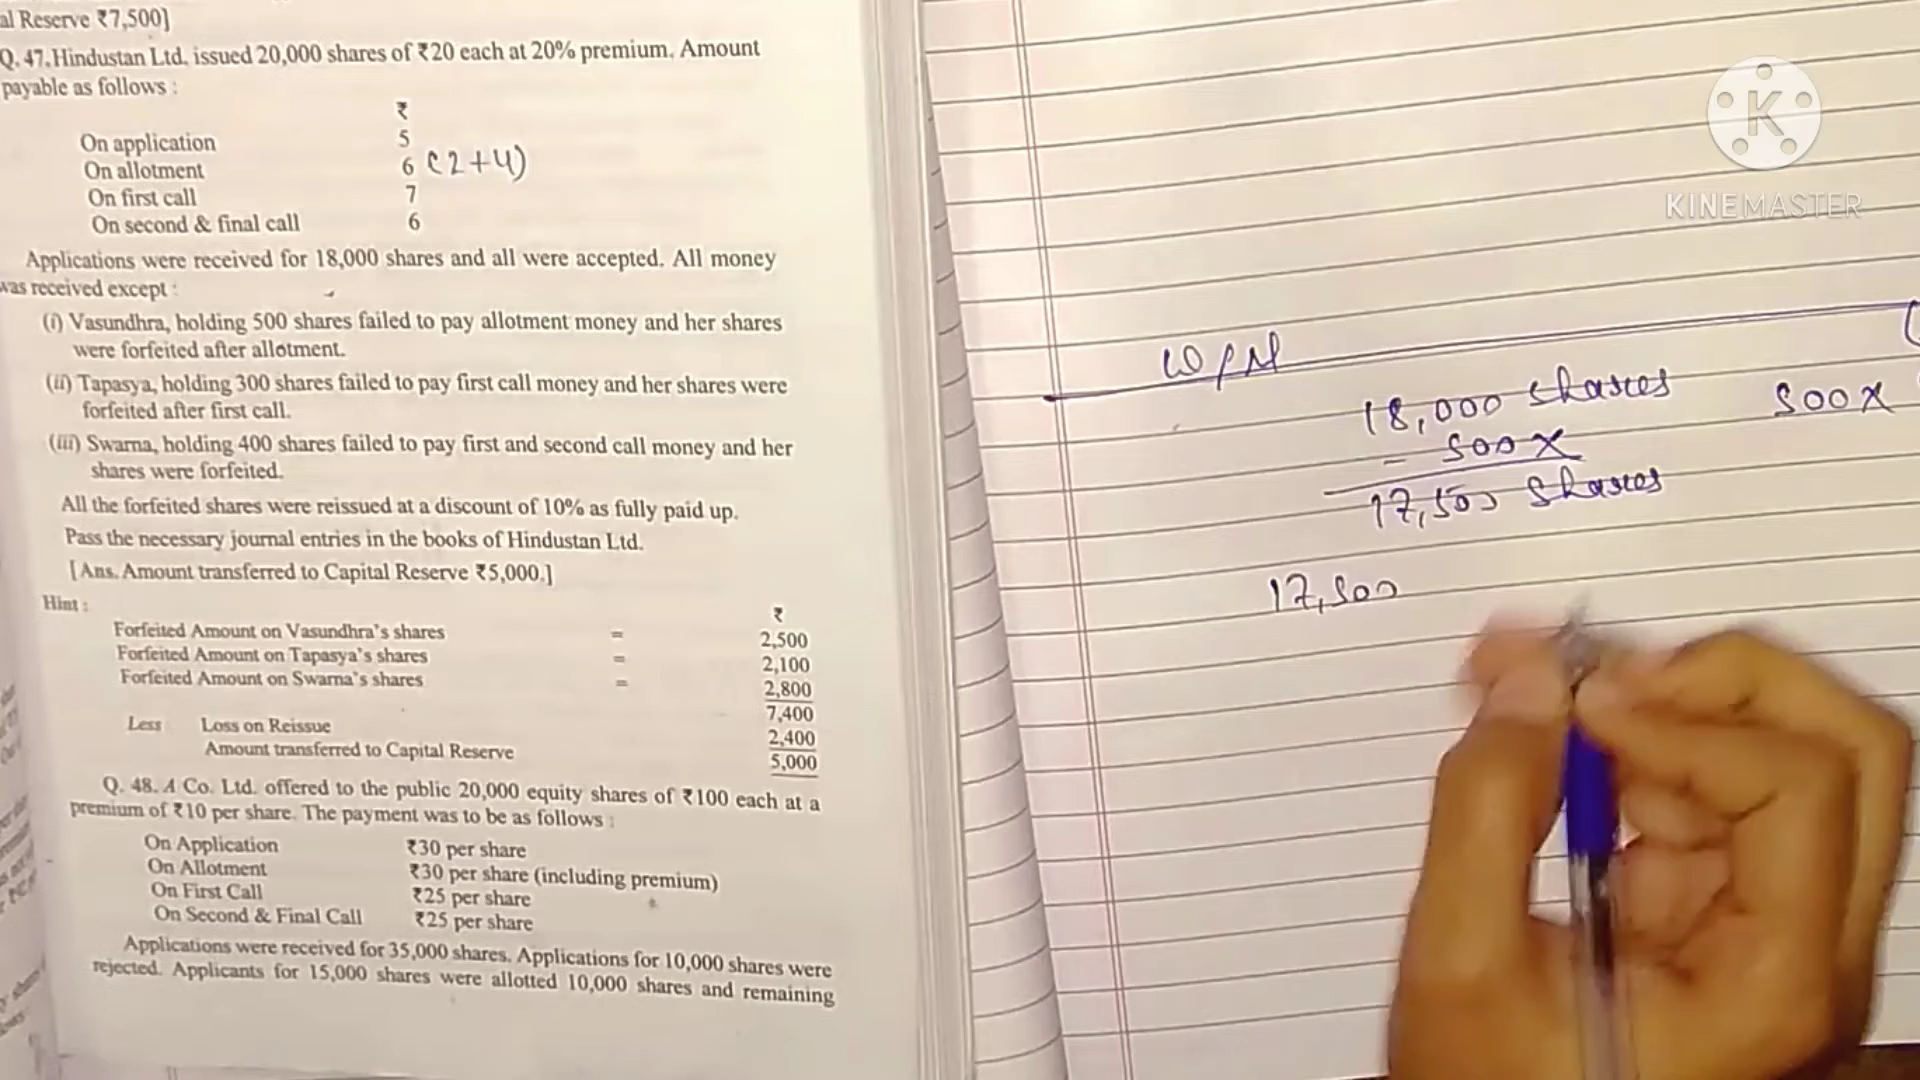 al Reserve ₹7,500]
Q. 47. Hindustan Ltd. issued 20,000 shares of ₹20 each at 20% premium. Amount
payable as follows :
₹
On application 5
On allotment 6 (2+4)
On first call 7
On second & final call 6
Applications were received for 18,000 shares and all were accepted. All money
was received except :
(i) Vasundhra, holding 500 shares failed to pay allotment money and her shares
were forfeited after allotment.
(ii) Tapasya, holding 300 shares failed to pay first call money and her shares were
forfeited after first call.
(iii) Swarna, holding 400 shares failed to pay first and second call money and her
shares were forfeited.
All the forfeited shares were reissued at a discount of 10% as fully paid up.
Pass the necessary journal entries in the books of Hindustan Ltd.
[Ans. Amount transferred to Capital Reserve ₹5,000.]
Hint :
₹
Forfeited Amount on Vasundhra's shares = 2,500
Forfeited Amount on Tapasya's shares = 2,100
Forfeited Amount on Swarna's shares = 2,800
7,400
Less Loss on Reissue 2,400
Amount transferred to Capital Reserve 5,000
Q. 48. A Co. Ltd. offered to the public 20,000 equity shares of ₹100 each at a
premium of ₹10 per share. The payment was to be as follows :
On Application ₹30 per share
On Allotment ₹30 per share (including premium)
On First Call ₹25 per share
On Second & Final Call ₹25 per share
Applications were received for 35,000 shares. Applications for 10,000 shares were
rejected. Applicants for 15,000 shares were allotted 10,000 shares and remaining
K
KINEMASTER
W/N
18,000 shares
- 500 X
17,500 shares
500 X
17,500